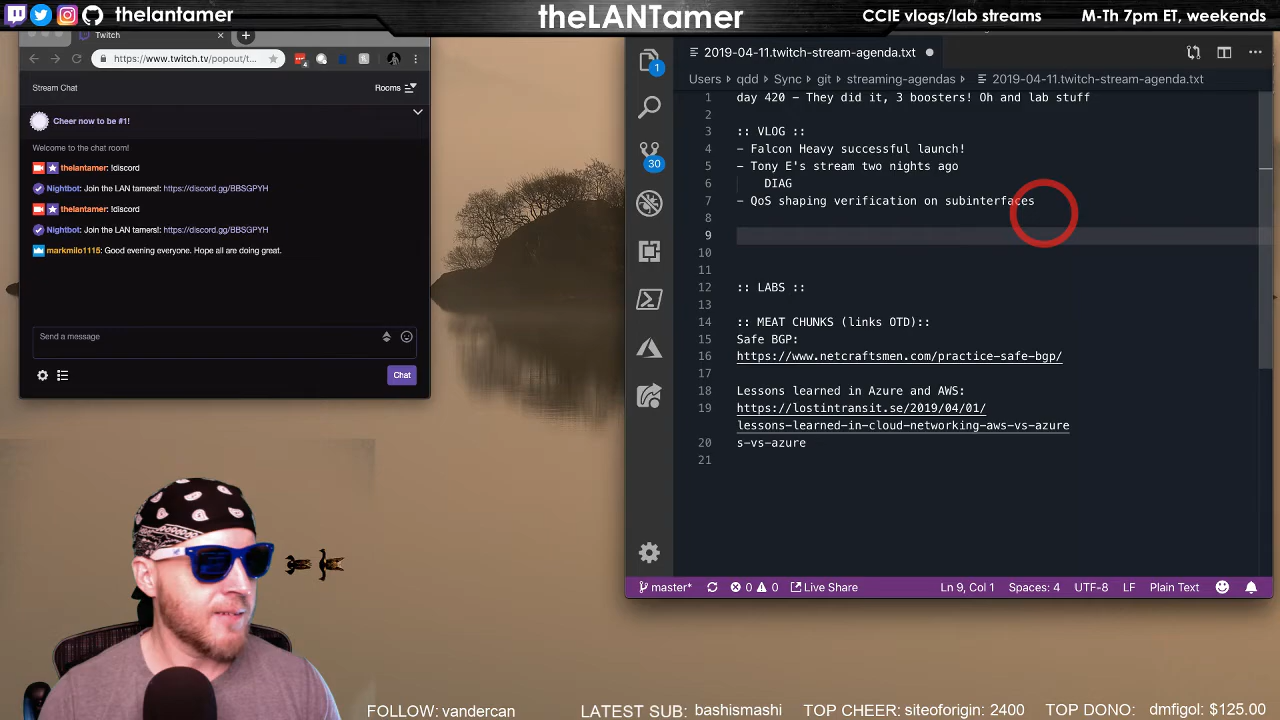 thelantamer
theLANTamer
CCIE vlogs/lab streams
M-Th 7pm ET, weekends
Twitch
https://www.twitch.tv/popout/t...
4
Stream Chat
Rooms
Cheer now to be #1!
Welcome to the chat room!
thelantamer: !discord
Nightbot: Join the LAN tamers! https://discord.gg/BBSGPYH
thelantamer: !discord
Nightbot: Join the LAN tamers! https://discord.gg/BBSGPYH
markmilo1115: Good evening everyone. Hope all are doing great.
Send a message
Chat
1
30
2019-04-11.twitch-stream-agenda.txt
Users > qdd > Sync > git > streaming-agendas > 2019-04-11.twitch-stream-agenda.txt
1 day 420 - They did it, 3 boosters! Oh and lab stuff
2
3 :: VLOG ::
4 - Falcon Heavy successful launch!
5 - Tony E's stream two nights ago
6 DIAG
7 - QoS shaping verification on subinterfaces
8
9
10
11
12 :: LABS ::
13
14 :: MEAT CHUNKS (links OTD)::
15 Safe BGP:
16 https://www.netcraftsmen.com/practice-safe-bgp/
17
18 Lessons learned in Azure and AWS:
19 https://lostintransit.se/2019/04/01/
lessons-learned-in-cloud-networking-aws-vs-azure
20 s-vs-azure
21
master*
0
0
Live Share
Ln 9, Col 1
Spaces: 4
UTF-8
LF
Plain Text
FOLLOW: vandercan
LATEST SUB: bashismashi
TOP CHEER: siteoforigin: 2400
TOP DONO: dmfigol: $125.00